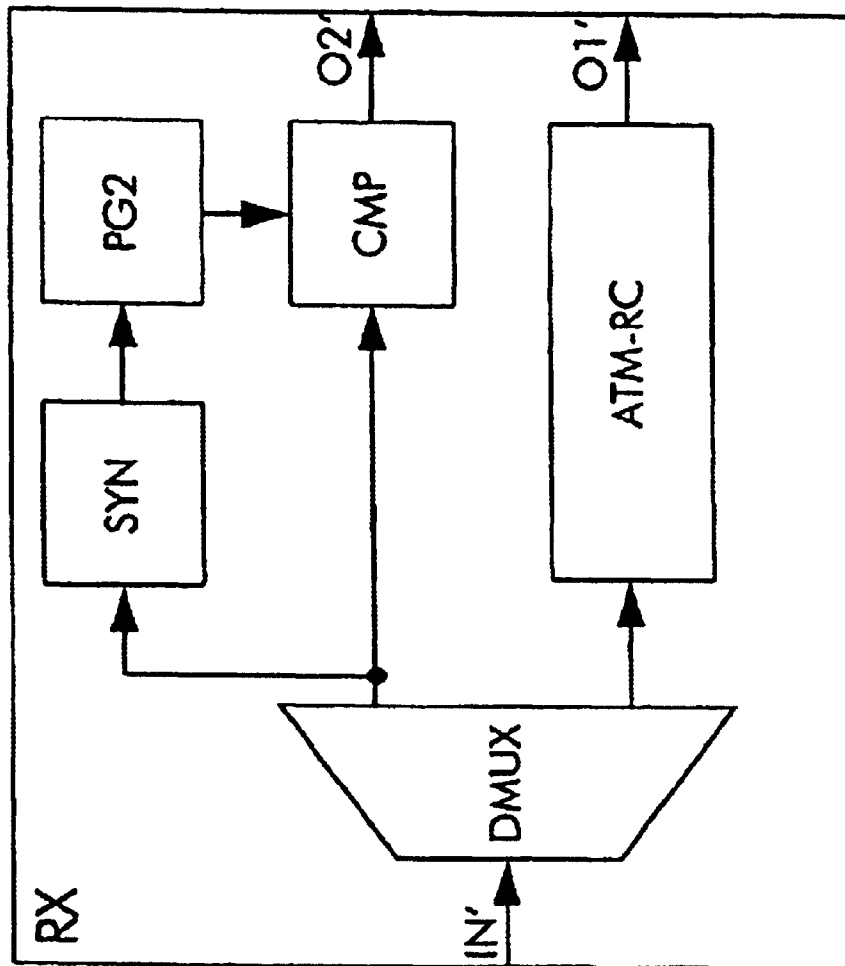 RX
SYN
PG2
O2'
CMP
O1'
ATM-RC
DMUX
IN'